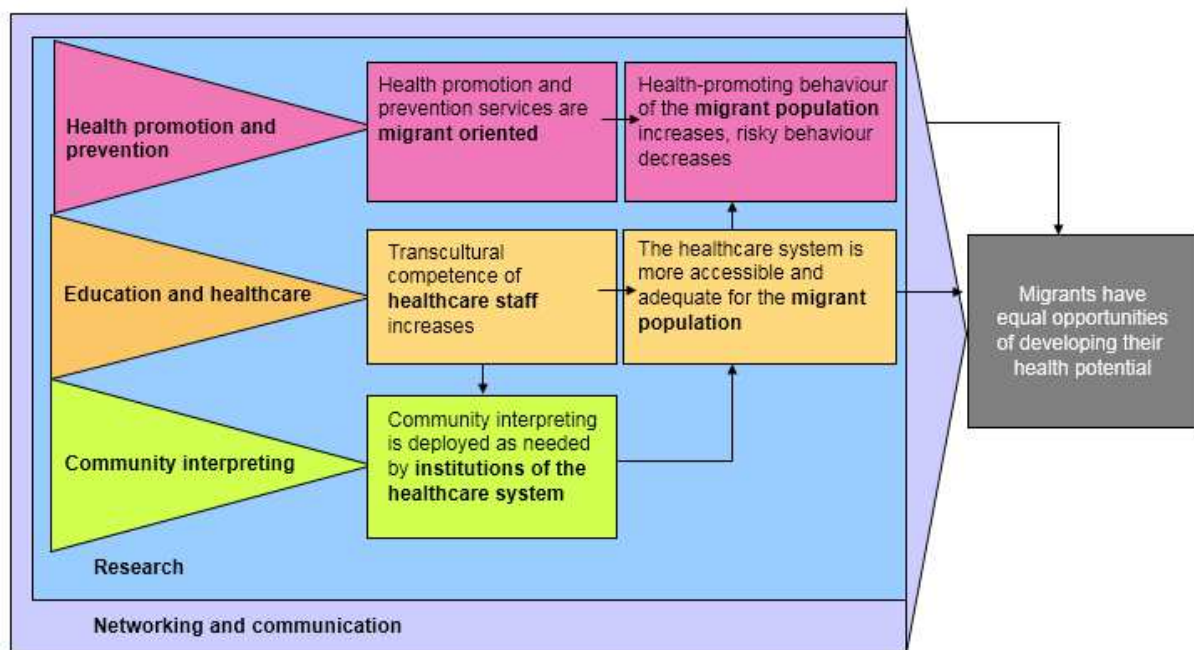 Health promotion and
prevention
Health promotion and
prevention services are
migrant oriented
Health-promoting behaviour
of the migrant population
increases, risky behaviour
decreases
Education and healthcare
Transcultural
competence of
healthcare staff
increases
The healthcare system is
more accessible and
adequate for the migrant
population
Migrants have
equal opportunities
of developing their
health potential
Community interpreting
Community interpreting
is deployed as needed
by institutions of the
healthcare system
Research
Networking and communication